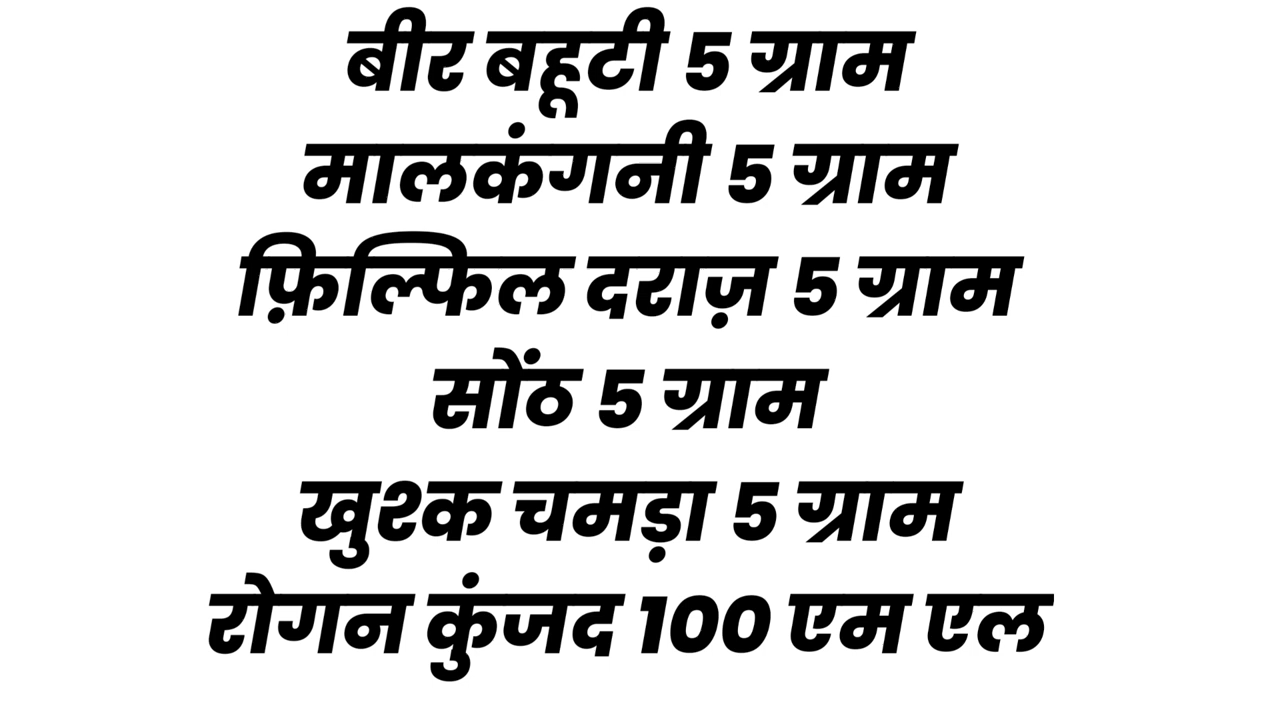 बीर बहूटी 5 ग्राम
मालकंगनी 5 ग्राम
फ़िल्फिल दराज़ 5 ग्राम
सोंठ 5 ग्राम
खुश्क चमड़ा 5 ग्राम
रोगन कुंजद 100 एम एल